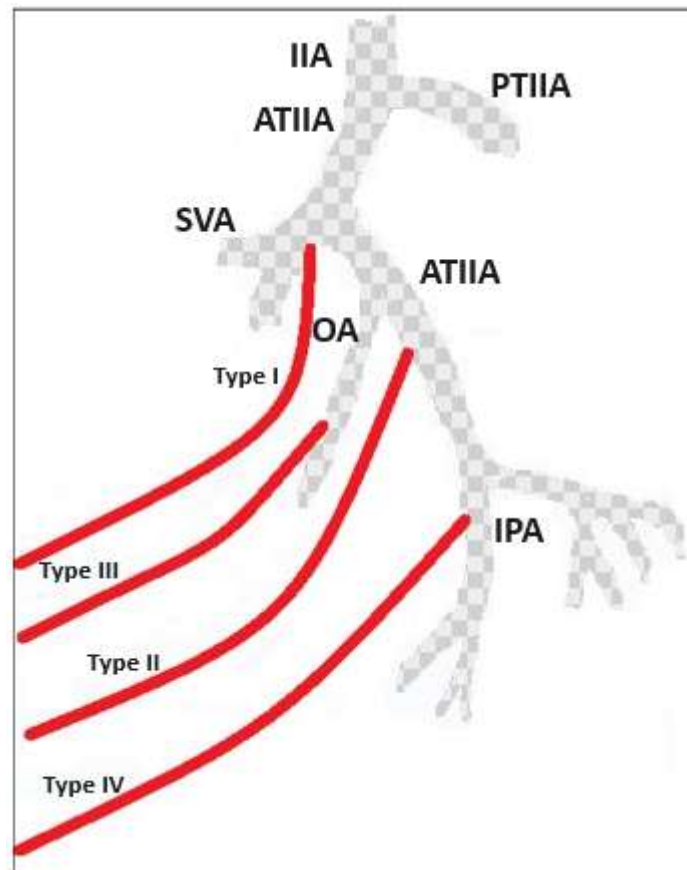 IIA
PTIIA
ATIIA
SVA
ATIIA
OA
Type I
IPA
Type III
Type II
Type IV